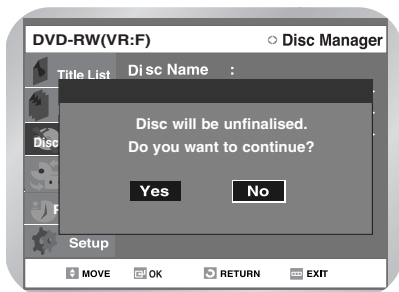 DVD-RW(VR:F) Disc Manager
Title List Disc Name :
Disc will be unfinalised.
Disc
Do you want to continue?
Yes No
Setup
MOVE OK RETURN EXIT